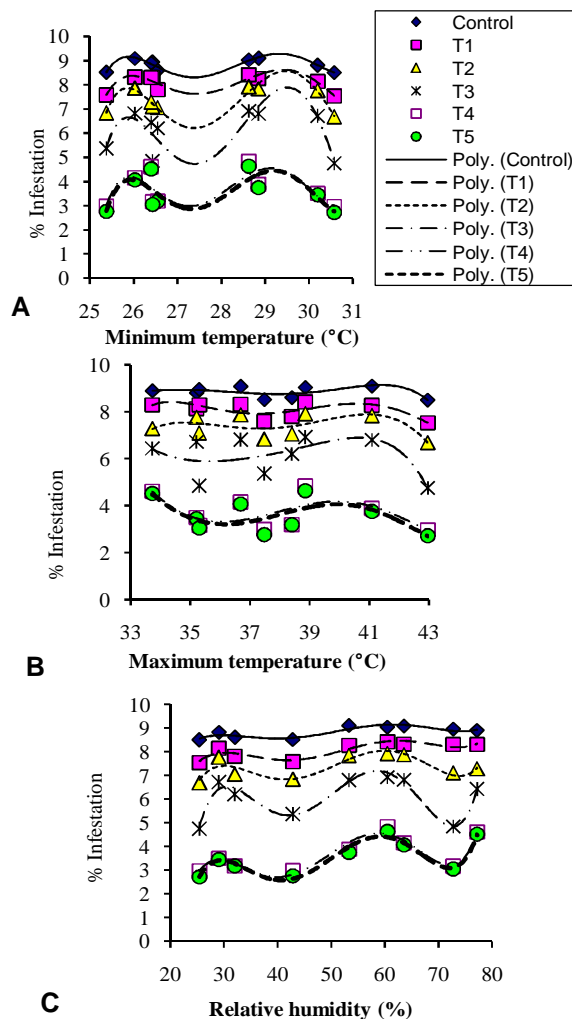 10
9
8
7
6
5
4
3
2
1
0
% Infestation
25 26 27 28 29 30 31
Minimum temperature (°C)
A
Control
T1
T2
T3
T4
T5
Poly. (Control)
Poly. (T1)
Poly. (T2)
Poly. (T3)
Poly. (T4)
Poly. (T5)
10
8
6
4
2
0
% Infestation
33 35 37 39 41 43
Maximum temperature (°C)
B
10
9
8
7
6
5
4
3
2
1
0
% Infestation
20 30 40 50 60 70 80
Relative humidity (%)
C